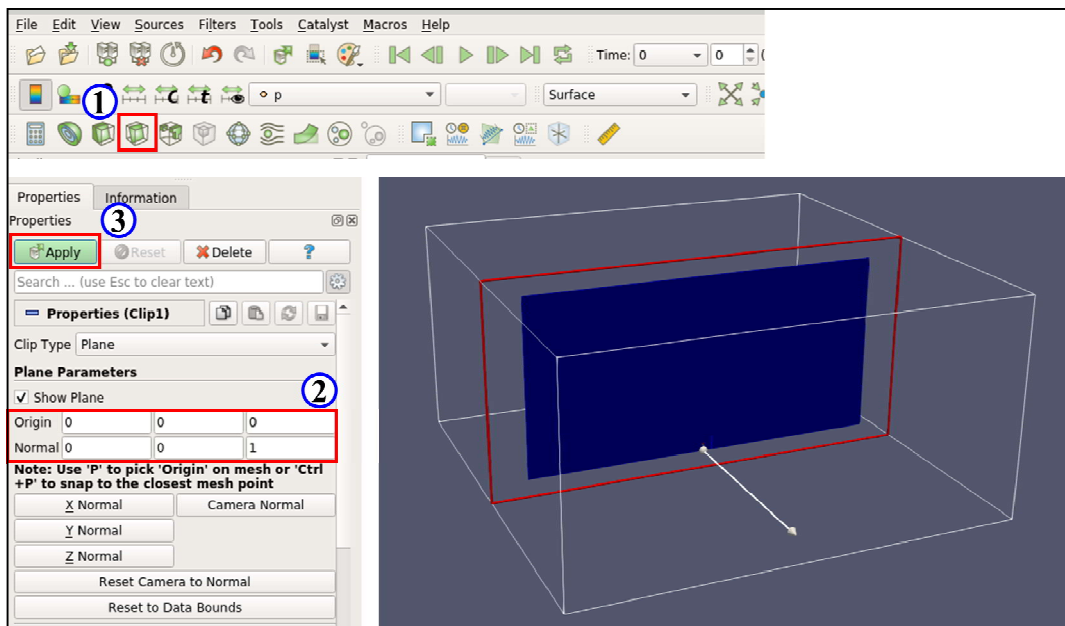 File Edit View Sources Filters Tools Catalyst Macros Help
Time: 0 0
1 p Surface
Properties Information
Properties 3
Apply Reset Delete ?
Search ... (use Esc to clear text)
Properties (Clip1)
Clip Type Plane
Plane Parameters
Show Plane 2
Origin 0 0 0
Normal 0 0 1
Note: Use 'P' to pick 'Origin' on mesh or 'Ctrl
+P' to snap to the closest mesh point
X Normal Camera Normal
Y Normal
Z Normal
Reset Camera to Normal
Reset to Data Bounds